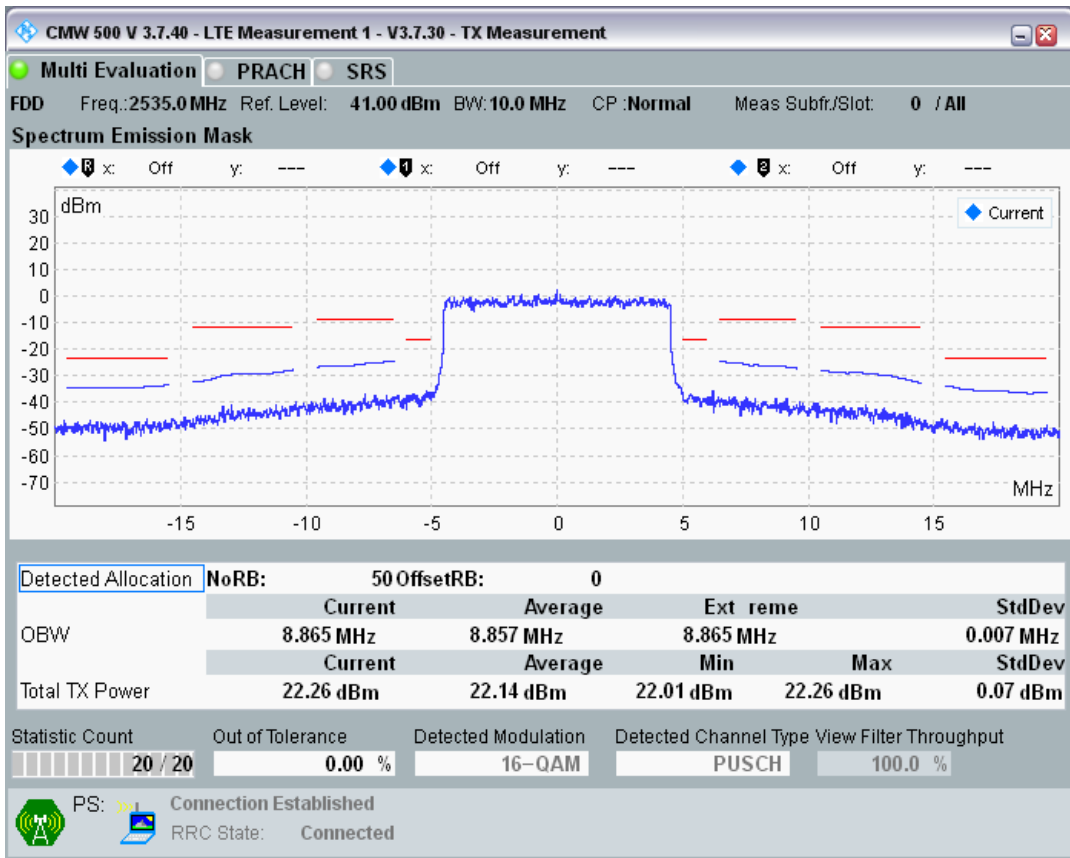 CMW 500 V 3.7.40 - LTE Measurement 1 - V3.7.30 - TX Measurement
Multi Evaluation PRACH SRS
FDD Freq.:2535.0 MHz Ref. Level: 41.00 dBm BW:10.0 MHz CP :Normal Meas Subfr./Slot: 0 / All
Spectrum Emission Mask
R x: Off y: --- 1 x: Off y: --- 2 x: Off y: ---
dBm
Current
30
20
10
0
-10
-20
-30
-40
-50
-60
-70
MHz
-15 -10 -5 0 5 10 15
Detected Allocation NoRB: 50 OffsetRB: 0
Current Average Ext reme StdDev
OBW 8.865 MHz 8.857 MHz 8.865 MHz 0.007 MHz
Current Average Min Max StdDev
Total TX Power 22.26 dBm 22.14 dBm 22.01 dBm 22.26 dBm 0.07 dBm
Statistic Count Out of Tolerance Detected Modulation Detected Channel Type View Filter Throughput
20 / 20 0.00 % 16-QAM PUSCH 100.0 %
PS: Connection Established
RRC State: Connected